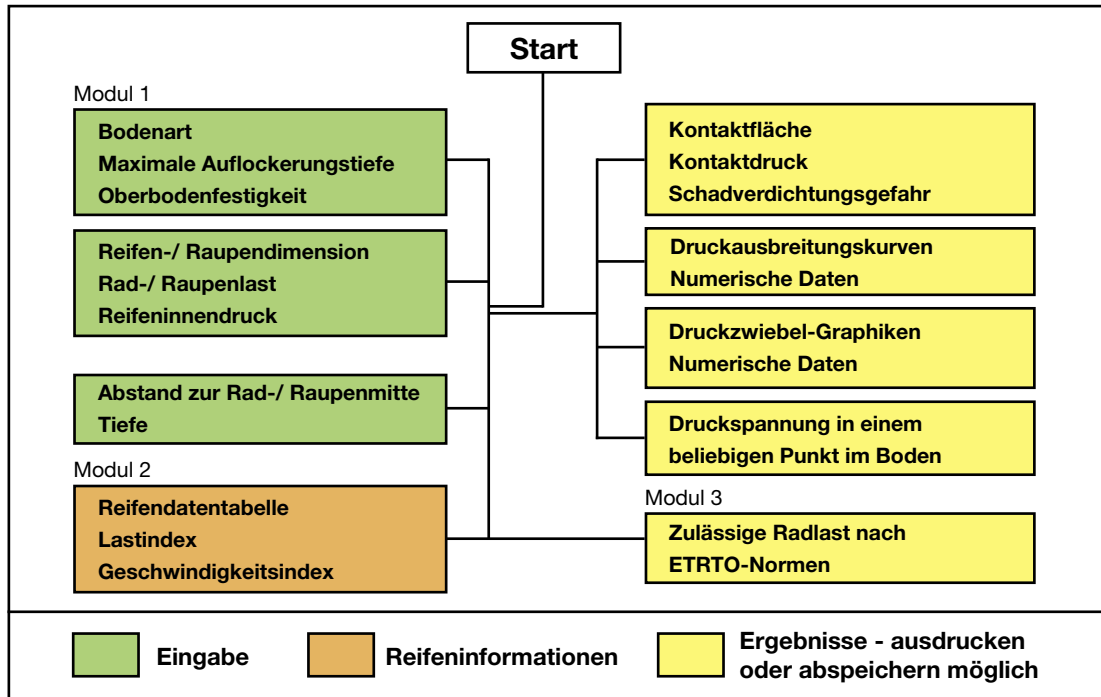 Start
Modul 1
Bodenart
Maximale Auflockerungstiefe
Oberbodenfestigkeit
Reifen-/ Raupendimension
Rad-/ Raupenlast
Reifeninnendruck
Abstand zur Rad-/ Raupenmitte
Tiefe
Modul 2
Reifendatentabelle
Lastindex
Geschwindigkeitsindex
Kontaktfläche
Kontaktdruck
Schadverdichtungsgefahr
Druckausbreitungskurven
Numerische Daten
Druckzwiebel-Graphiken
Numerische Daten
Druckspannung in einem
beliebigen Punkt im Boden
Modul 3
Zulässige Radlast nach
ETRTO-Normen
Eingabe
Reifeninformationen
Ergebnisse - ausdrucken
oder abspeichern möglich